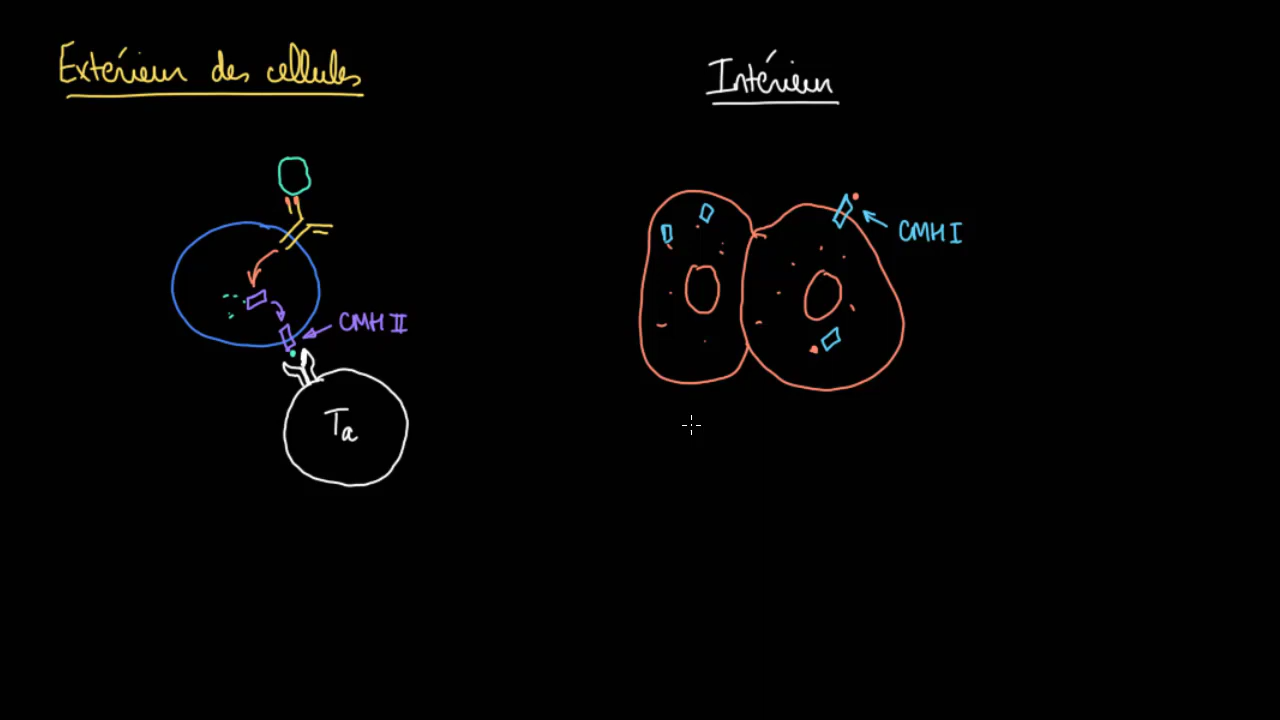 Extérieur des cellules
Intérieur
CMH I
CMH II
Ta